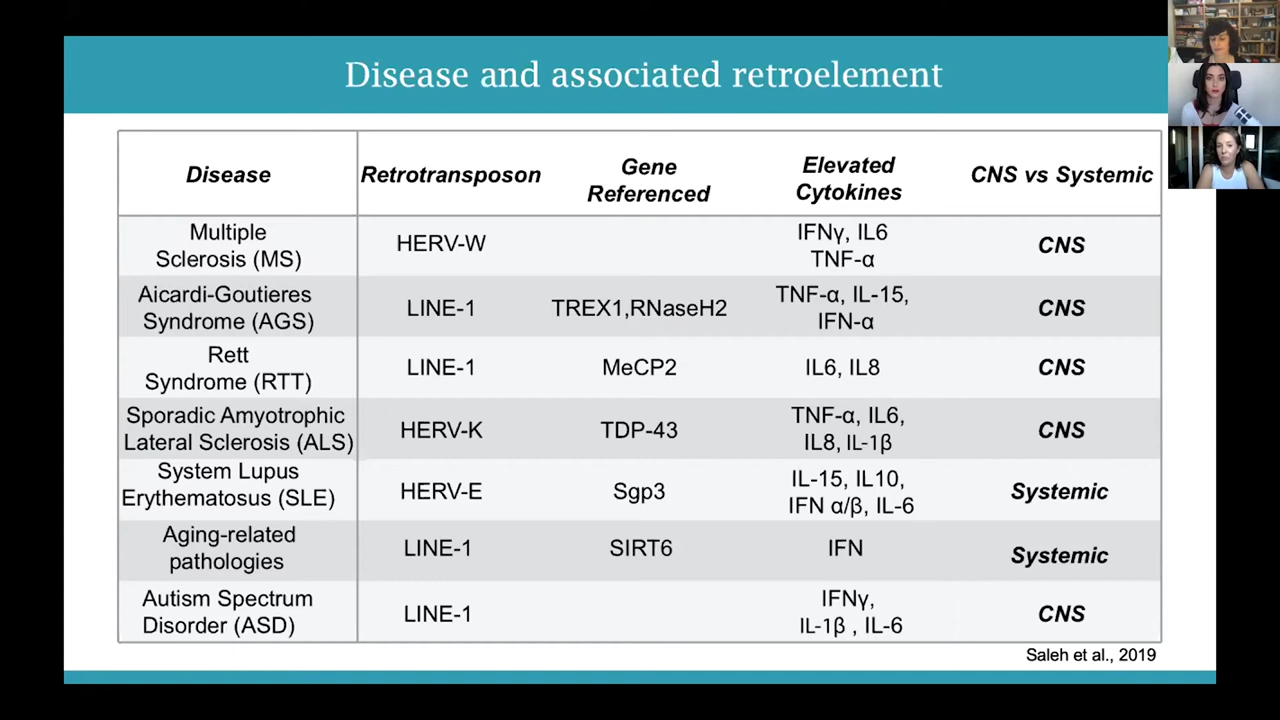 Disease and associated retroelement
Disease
Retrotransposon
Gene
Referenced
Elevated
Cytokines
CNS vs Systemic
Multiple
Sclerosis (MS)
HERV-W
IFNγ, IL6
TNF-α
CNS
Aicardi-Goutieres
Syndrome (AGS)
LINE-1
TREX1,RNaseH2
TNF-α, IL-15,
IFN-α
CNS
Rett
Syndrome (RTT)
LINE-1
MeCP2
IL6, IL8
CNS
Sporadic Amyotrophic
Lateral Sclerosis (ALS)
HERV-K
TDP-43
TNF-α, IL6,
IL8, IL-1β
CNS
System Lupus
Erythematosus (SLE)
HERV-E
Sgp3
IL-15, IL10,
IFN α/β, IL-6
Systemic
Aging-related
pathologies
LINE-1
SIRT6
IFN
Systemic
Autism Spectrum
Disorder (ASD)
LINE-1
IFNγ,
IL-1β , IL-6
CNS
Saleh et al., 2019